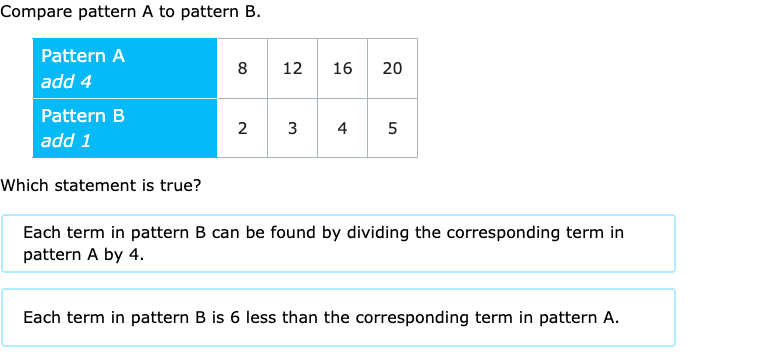 Compare pattern A to pattern B.
Pattern A
add 4
8 12 16 20
Pattern B
add 1
2 3 4 5
Which statement is true?
Each term in pattern B can be found by dividing the corresponding term in
pattern A by 4.
Each term in pattern B is 6 less than the corresponding term in pattern A.